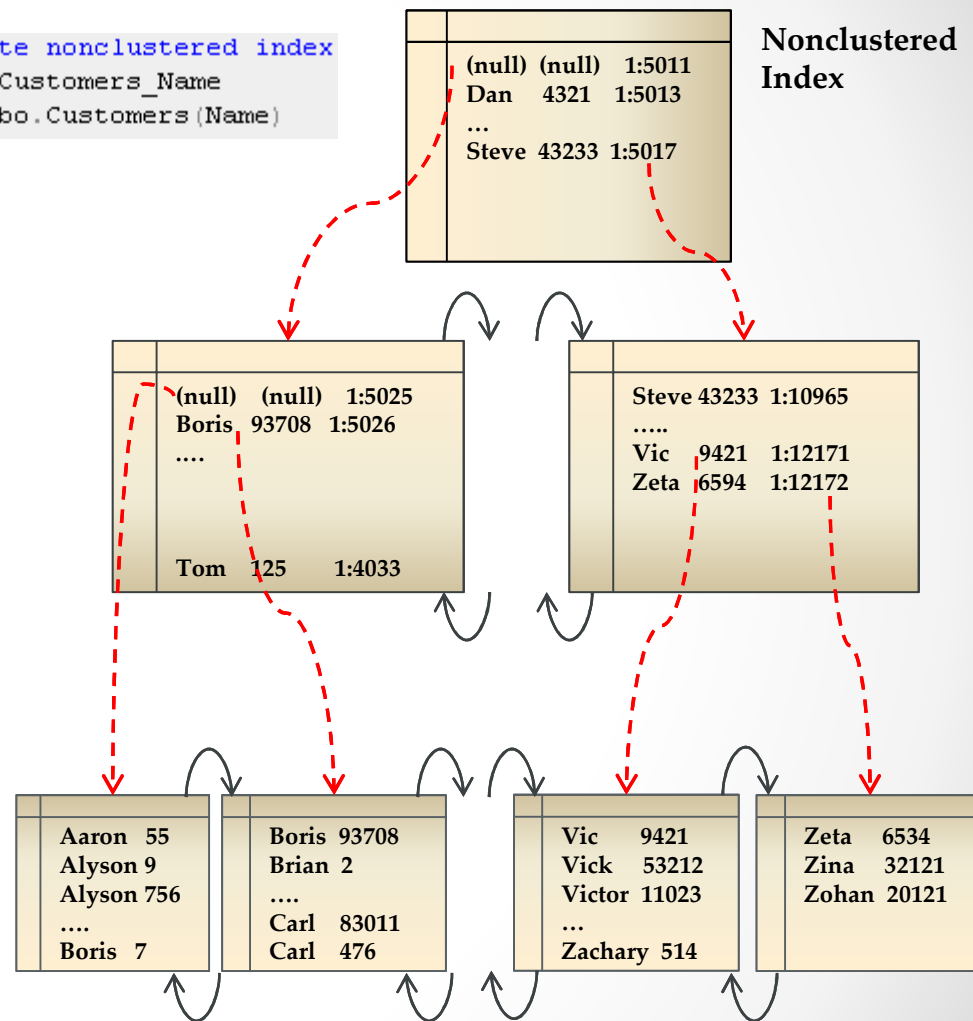 te nonclustered index
Customers_Name
bo.Customers(Name)
Nonclustered
Index
(null) (null) 1:5011
Dan 4321 1:5013
…
Steve 43233 1:5017
(null) (null) 1:5025
Boris 93708 1:5026
….
Tom 125 1:4033
Steve 43233 1:10965
…..
Vic 9421 1:12171
Zeta 6594 1:12172
Aaron 55
Alyson 9
Alyson 756
….
Boris 7
Boris 93708
Brian 2
….
Carl 83011
Carl 476
Vic 9421
Vick 53212
Victor 11023
…
Zachary 514
Zeta 6534
Zina 32121
Zohan 20121